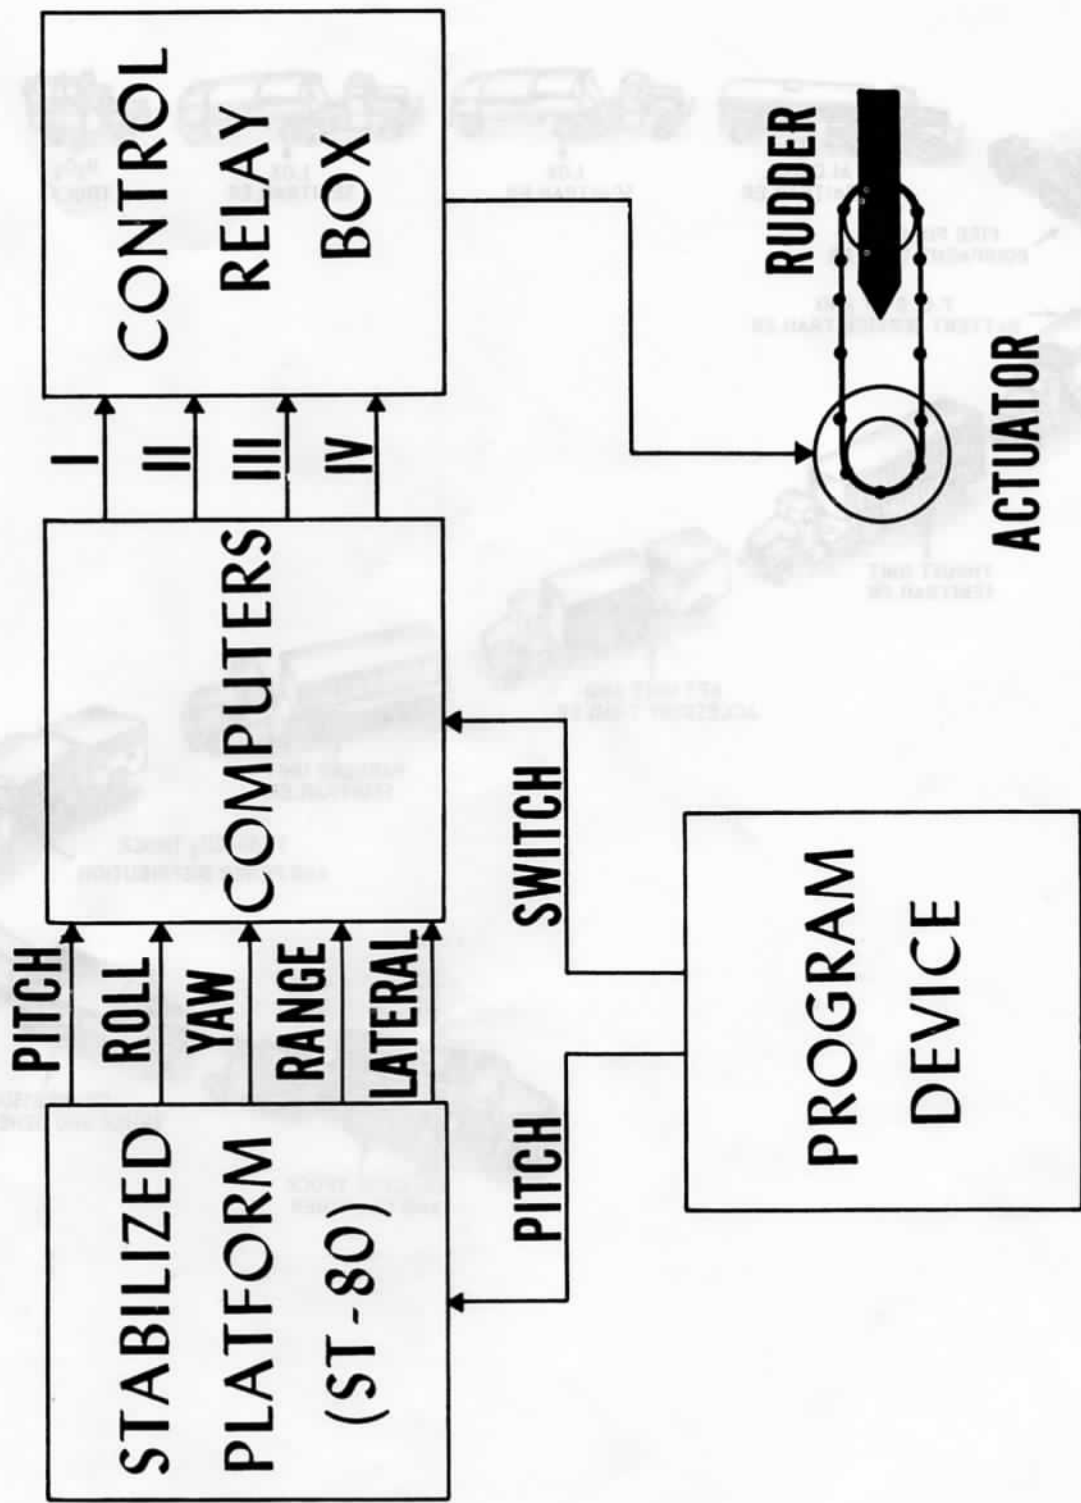 STABILIZED
PLATFORM
(ST-80)
PITCH
ROLL
YAW
RANGE
LATERAL
COMPUTERS
I
II
III
IV
CONTROL
RELAY
BOX
PITCH
SWITCH
PROGRAM
DEVICE
RUDDER
ACTUATOR